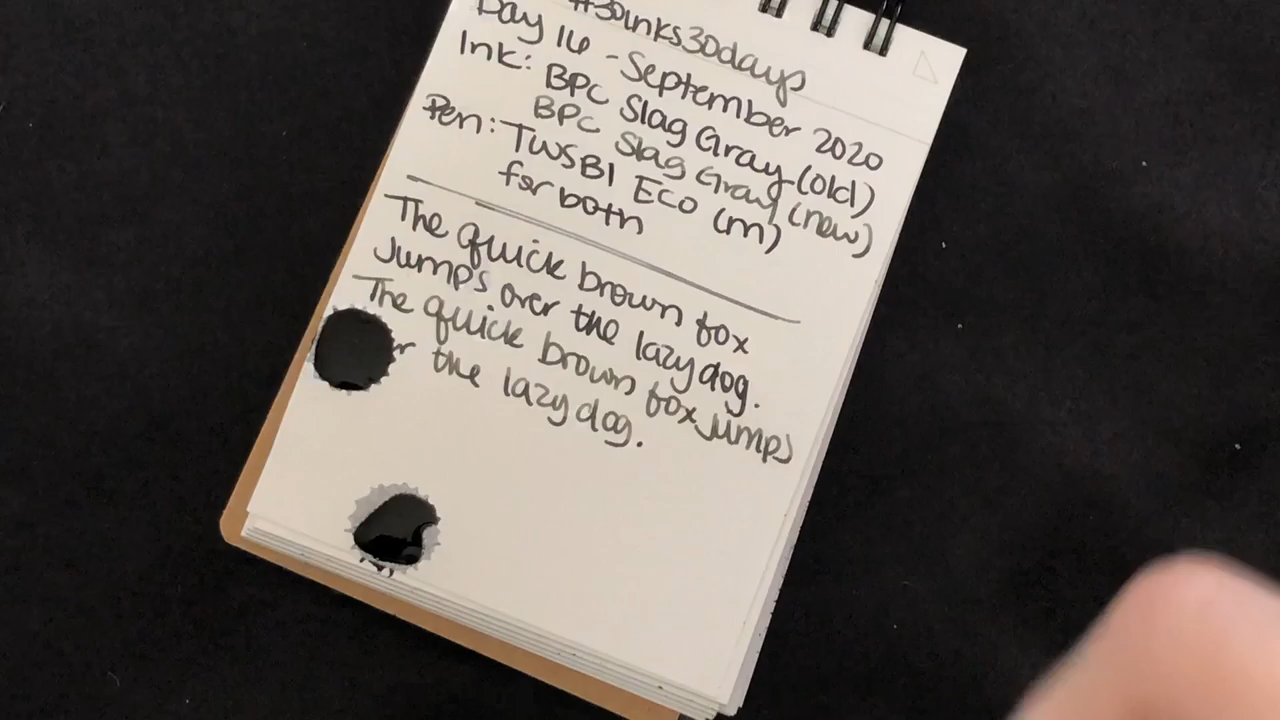 #30inks30days
Day 16 - September 2020
Ink: BPC Slag Gray (old)
BPC Slag Gray (new)
Pen: TWSBI Eco (m)
for both
The quick brown fox
Jumps over the lazy dog.
The quick brown fox Jumps
the lazy dog.